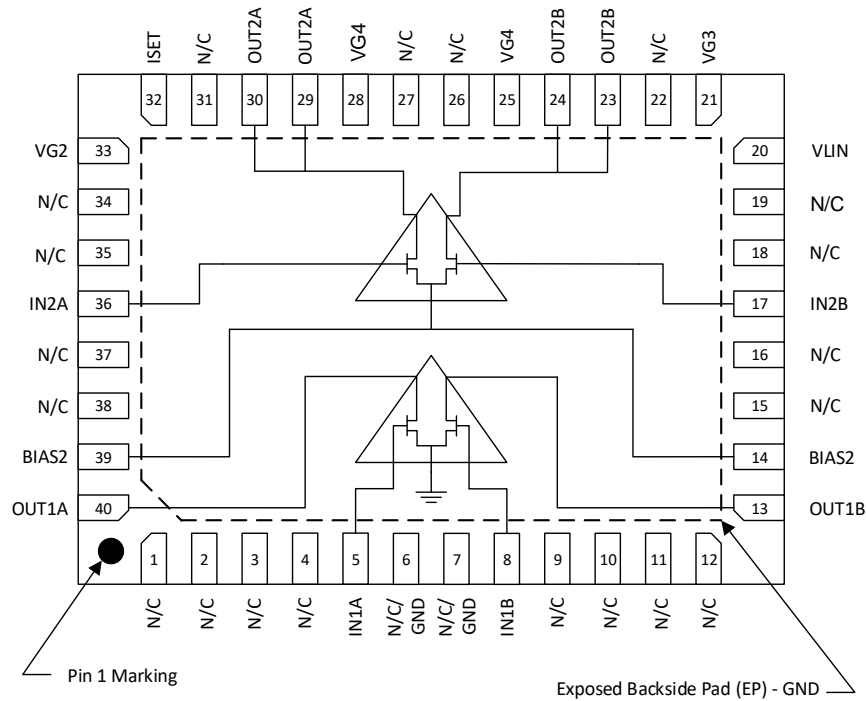 ISET
N/C
OUT2A
OUT2A
VG4
N/C
N/C
VG4
OUT2B
OUT2B
N/C
VG3
32
31
30
29
28
27
26
25
24
23
22
21
VG2
33
20
VLIN
N/C
34
19
N/C
N/C
35
18
N/C
IN2A
36
17
IN2B
N/C
37
16
N/C
N/C
38
15
N/C
BIAS2
39
14
BIAS2
OUT1A
40
13
OUT1B
1
2
3
4
5
6
7
8
9
10
11
12
N/C
N/C
N/C
N/C
IN1A
N/C/
GND
N/C/
GND
IN1B
N/C
N/C
N/C
N/C
Pin 1 Marking
Exposed Backside Pad (EP) - GND